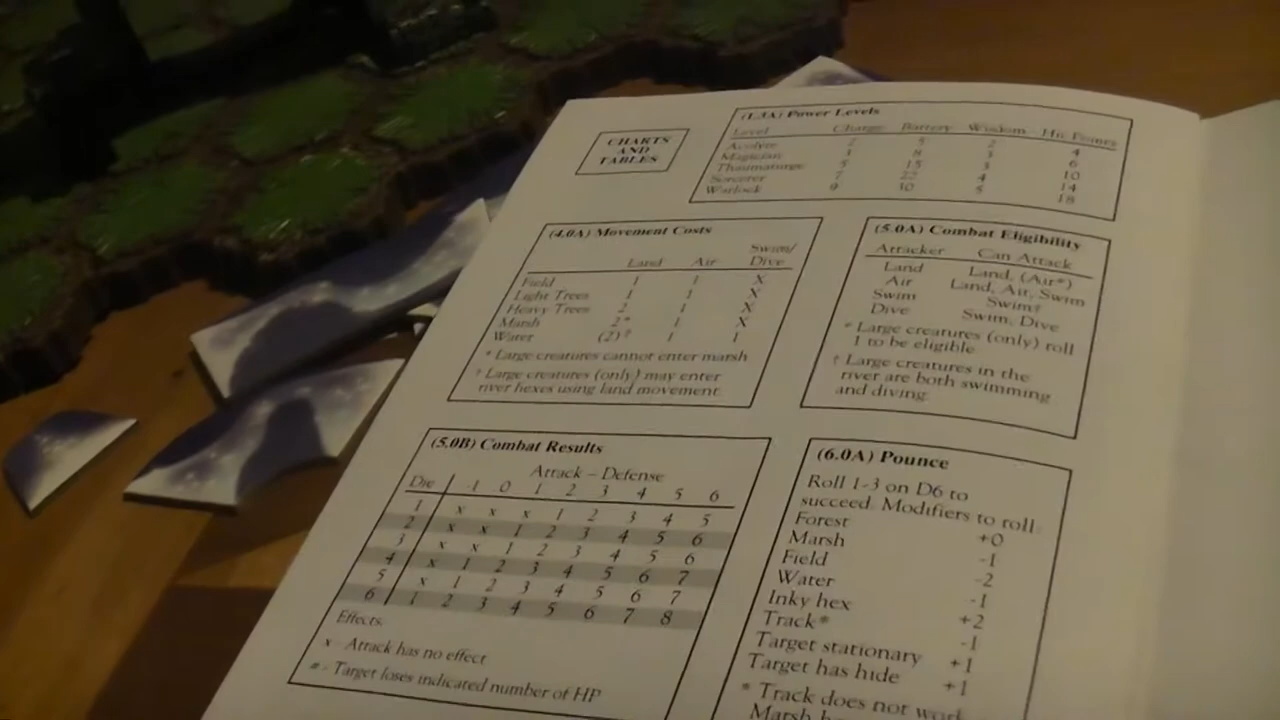 CHARTS
AND
TABLES
(1.3A) Power Levels
Level Charge Battery Wisdom Hit Points
Acolyte 2 5 2 4
Magician 3 8 3 6
Thaumaturge 5 15 3 10
Sorcerer 7 22 4 14
Warlock 9 30 5 18
(4.0A) Movement Costs
Swim/
Land Air Dive
Field 1 1 X
Light Trees 1 1 X
Heavy Trees 2 1 X
Marsh 2* 1 X
Water (2)† 1 1
* Large creatures cannot enter marsh
† Large creatures (only) may enter
river hexes using land movement.
(5.0A) Combat Eligibility
Attacker Can Attack
Land Land, (Air*)
Air Land, Air, Swim
Swim Swim†
Dive Swim, Dive
* Large creatures (only) roll
1 to be eligible.
† Large creatures in the
river are both swimming
and diving.
(5.0B) Combat Results
Attack – Defense
Die -1 0 1 2 3 4 5 6
1 x x x 1 2 3 4 5
2 x x 1 2 3 4 5 6
3 x x 1 2 3 4 5 6
4 x 1 2 3 4 5 6 7
5 x 1 2 3 4 5 6 7
6 1 2 3 4 5 6 7 8
Effects:
x – Attack has no effect
# – Target loses indicated number of HP
(6.0A) Pounce
Roll 1-3 on D6 to
succeed. Modifiers to roll:
Forest +0
Marsh -1
Field -2
Water -1
Inky hex +2
Track* -1
Target stationary +1
Target has hide +1
* Track does not work
Marsh